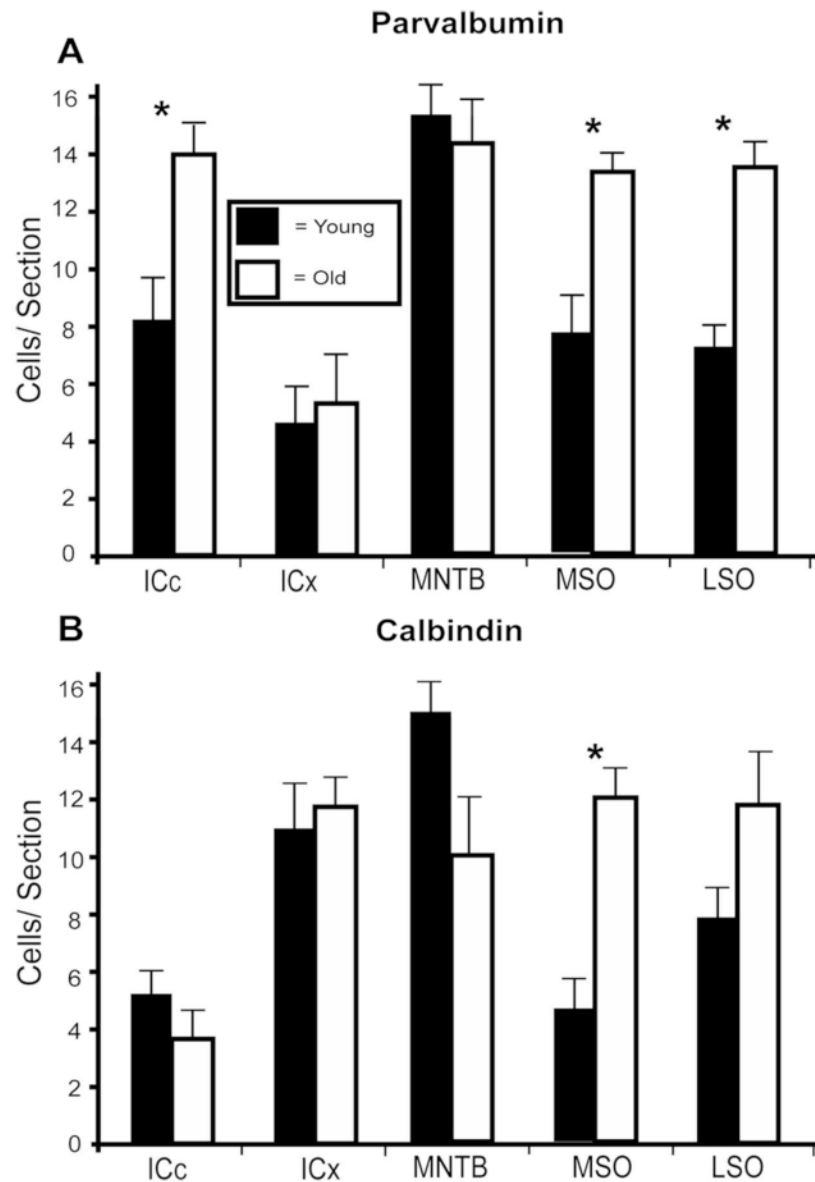 Parvalbumin
A
*
*
*
16
14
12
10
8
6
4
2
0
Cells/ Section
= Young
= Old
ICc ICx MNTB MSO LSO
B
Calbindin
*
16
14
12
10
8
6
4
2
0
Cells/ Section
ICc ICx MNTB MSO LSO